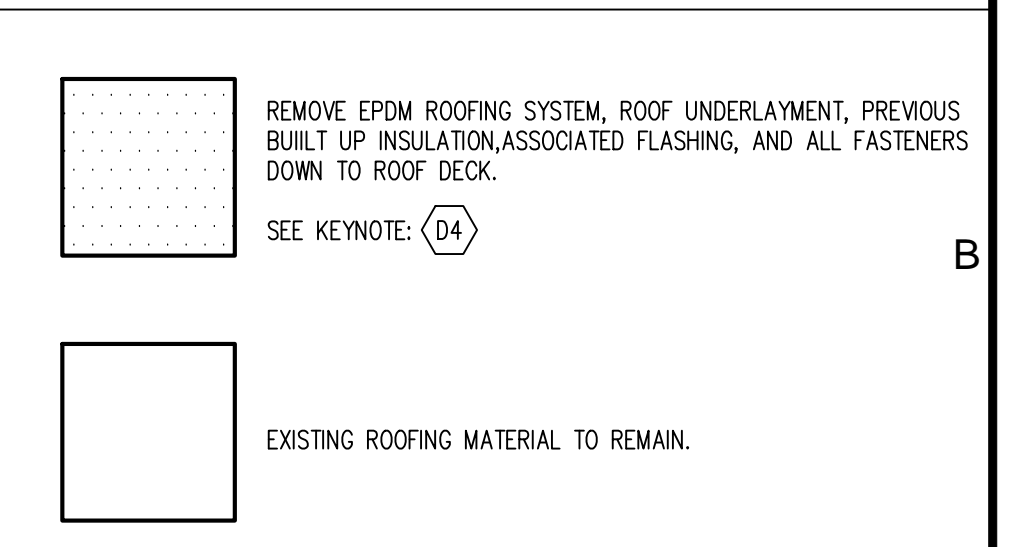 REMOVE EPDM ROOFING SYSTEM, ROOF UNDERLAYMENT, PREVIOUS
BUIILT UP INSULATION,ASSOCIATED FLASHING, AND ALL FASTENERS
DOWN TO ROOF DECK.
SEE KEYNOTE: D4
B
EXISTING ROOFING MATERIAL TO REMAIN.